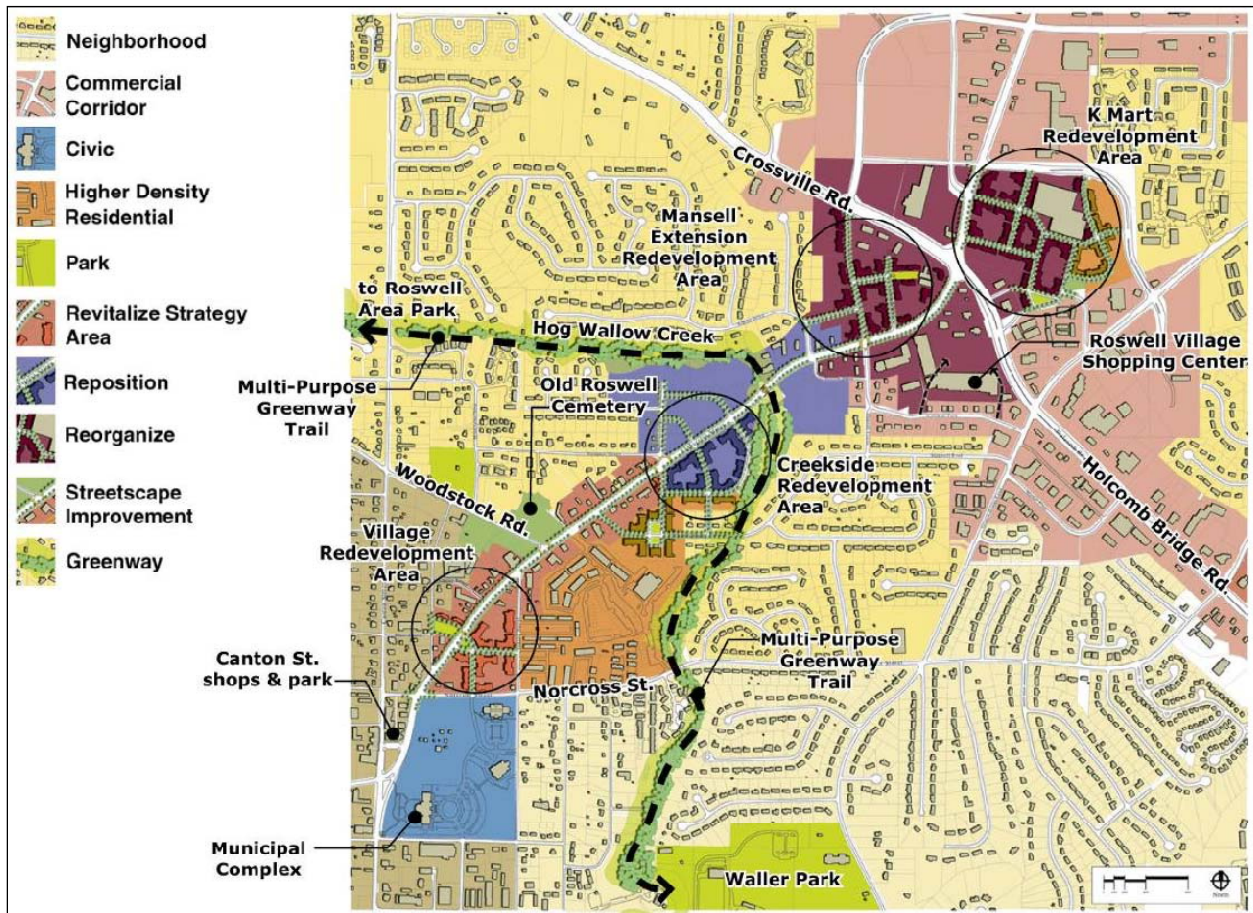 Neighborhood
Commercial
Corridor
Civic
Higher Density
Residential
Park
Revitalize Strategy
Area
Reposition
Reorganize
Streetscape
Improvement
Greenway
K Mart
Redevelopment
Area
Crossville Rd.
Mansell
Extension
Redevelopment
Area
to Roswell
Area Park
Hog Wallow Creek
Roswell Village
Shopping Center
Multi-Purpose
Greenway
Trail
Old Roswell
Cemetery
Creekside
Redevelopment
Area
Woodstock Rd.
Holcomb Bridge Rd.
Village
Redevelopment
Area
Canton St.
shops & park
Norcross St.
Multi-Purpose
Greenway
Trail
Municipal
Complex
Waller Park